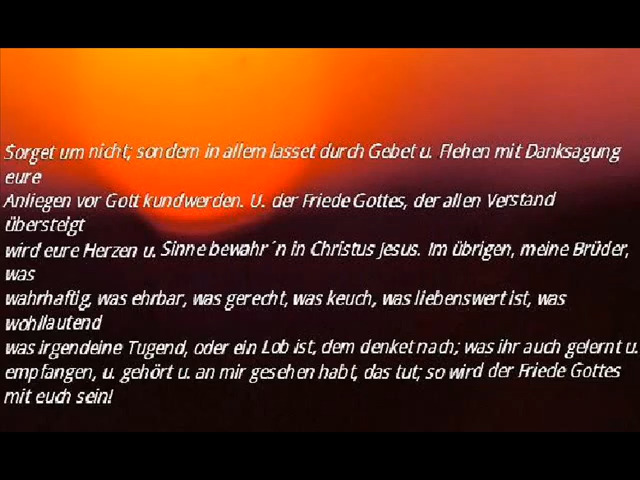 Sorget um nicht; sondern in allem lasset durch Gebet u. Flehen mit Danksagung
eure
Anliegen vor Gott kundwerden. U. der Friede Gottes, der allen Verstand
übersteigt
wird eure Herzen u. Sinne bewahr´n in Christus Jesus. Im übrigen, meine Brüder,
was
wahrhaftig, was ehrbar, was gerecht, was keuch, was liebenswert ist, was
wohllautend
was irgendeine Tugend, oder ein Lob ist, dem denket nach; was ihr auch gelernt u.
empfangen, u. gehört u. an mir gesehen habt, das tut; so wird der Friede Gottes
mit euch sein!